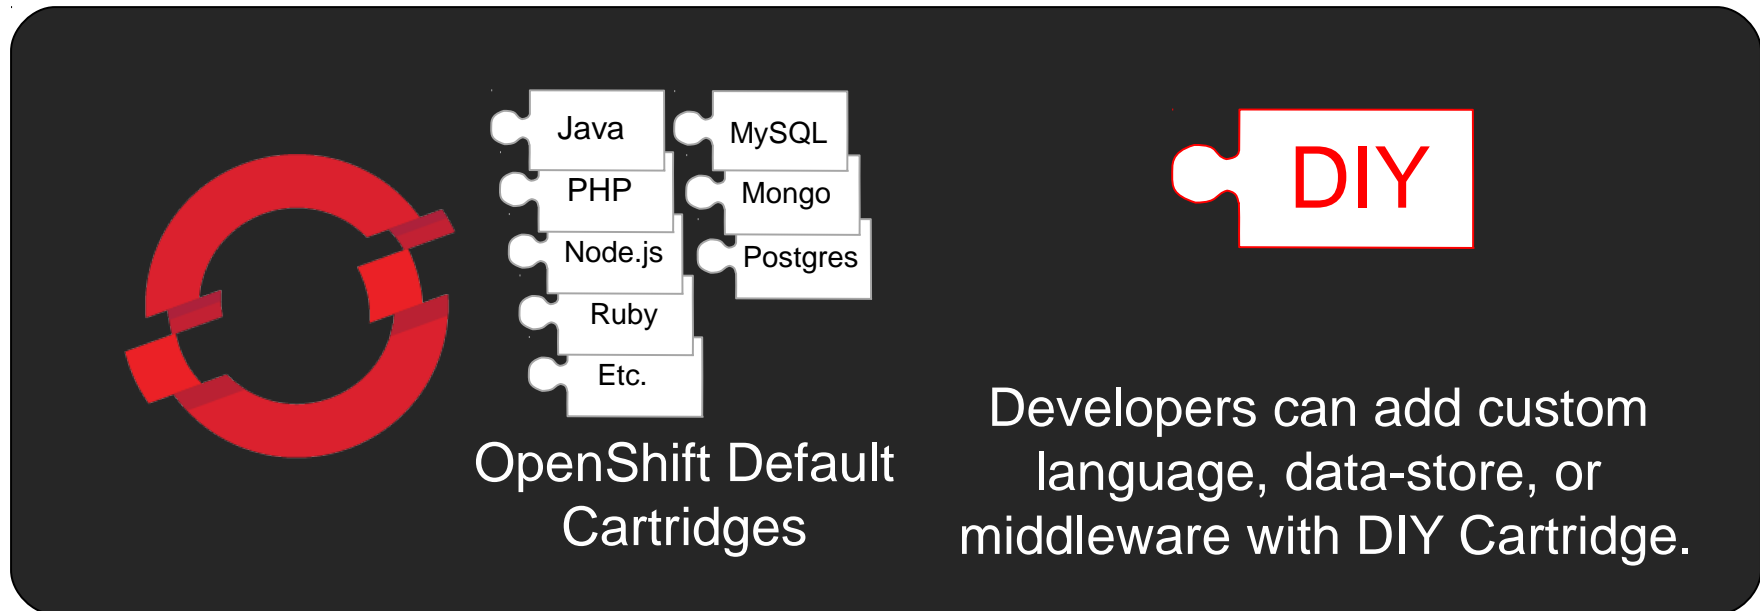 Java
PHP
Node.js
Ruby
Etc.
MySQL
Mongo
Postgres
OpenShift Default
Cartridges
DIY
Developers can add custom
language, data-store, or
middleware with DIY Cartridge.